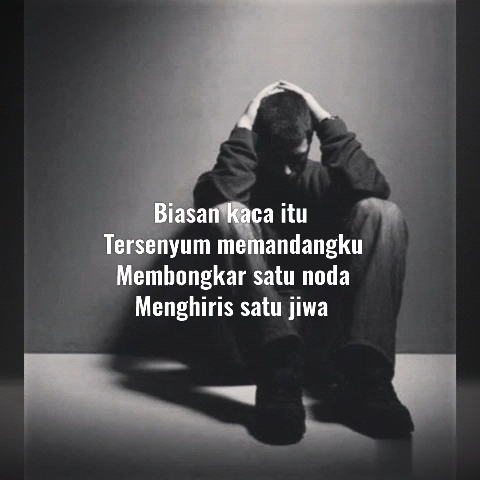 Biasan kaca itu
Tersenyum memandangku
Membongkar satu noda
Menghiris satu jiwa